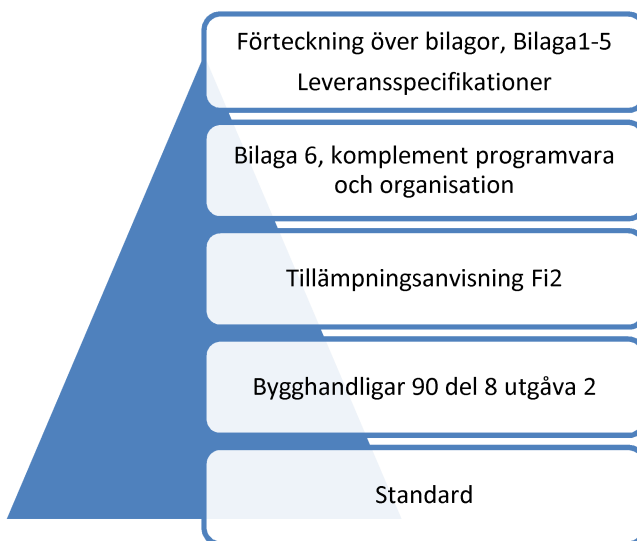 Förteckning över bilagor, Bilaga1-5
Leveransspecifikationer
Bilaga 6, komplement programvara
och organisation
Tillämpningsanvisning Fi2
Bygghandligar 90 del 8 utgåva 2
Standard